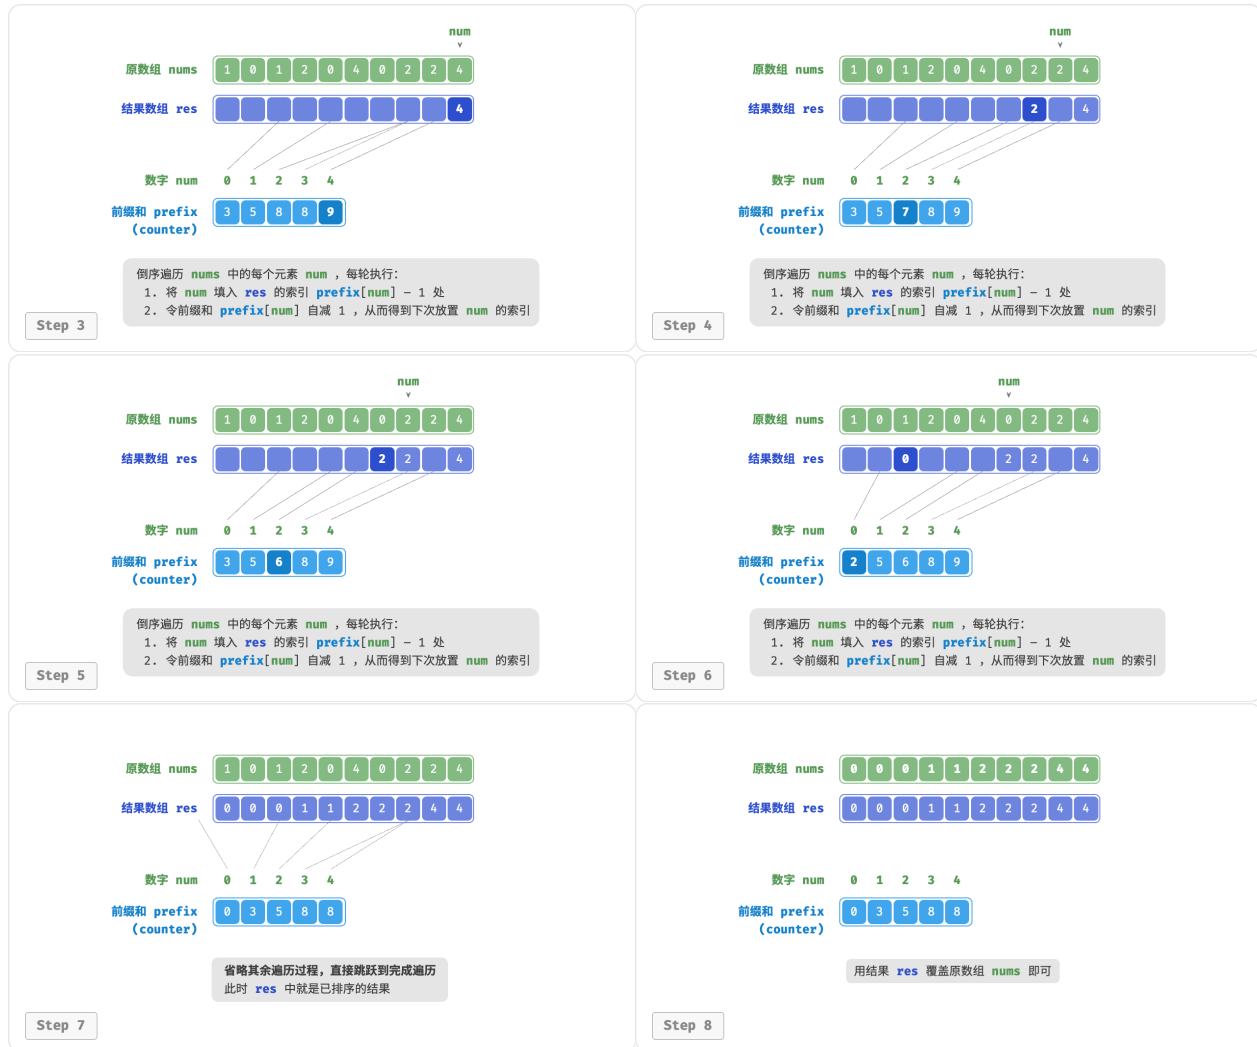 num
原数组 nums 1 0 1 2 0 4 0 2 2 4
结果数组 res 4
数字 num 0 1 2 3 4
前缀和 prefix 3 5 8 8 9
(counter)
倒序遍历 nums 中的每个元素 num ，每轮执行：
1. 将 num 填入 res 的索引 prefix[num] – 1 处
2. 令前缀和 prefix[num] 自减 1 ，从而得到下次放置 num 的索引
Step 3
num
原数组 nums 1 0 1 2 0 4 0 2 2 4
结果数组 res 2 4
数字 num 0 1 2 3 4
前缀和 prefix 3 5 7 8 9
(counter)
倒序遍历 nums 中的每个元素 num ，每轮执行：
1. 将 num 填入 res 的索引 prefix[num] – 1 处
2. 令前缀和 prefix[num] 自减 1 ，从而得到下次放置 num 的索引
Step 4
num
原数组 nums 1 0 1 2 0 4 0 2 2 4
结果数组 res 2 2 4
数字 num 0 1 2 3 4
前缀和 prefix 3 5 6 8 9
(counter)
倒序遍历 nums 中的每个元素 num ，每轮执行：
1. 将 num 填入 res 的索引 prefix[num] – 1 处
2. 令前缀和 prefix[num] 自减 1 ，从而得到下次放置 num 的索引
Step 5
num
原数组 nums 1 0 1 2 0 4 0 2 2 4
结果数组 res 0 2 2 4
数字 num 0 1 2 3 4
前缀和 prefix 2 5 6 8 9
(counter)
倒序遍历 nums 中的每个元素 num ，每轮执行：
1. 将 num 填入 res 的索引 prefix[num] – 1 处
2. 令前缀和 prefix[num] 自减 1 ，从而得到下次放置 num 的索引
Step 6
原数组 nums 1 0 1 2 0 4 0 2 2 4
结果数组 res 0 0 0 1 1 2 2 2 4 4
数字 num 0 1 2 3 4
前缀和 prefix 0 3 5 8 8
(counter)
省略其余遍历过程，直接跳跃到完成遍历
此时 res 中就是已排序的结果
Step 7
原数组 nums 0 0 0 1 1 2 2 2 4 4
结果数组 res 0 0 0 1 1 2 2 2 4 4
数字 num 0 1 2 3 4
前缀和 prefix 0 3 5 8 8
(counter)
用结果 res 覆盖原数组 nums 即可
Step 8